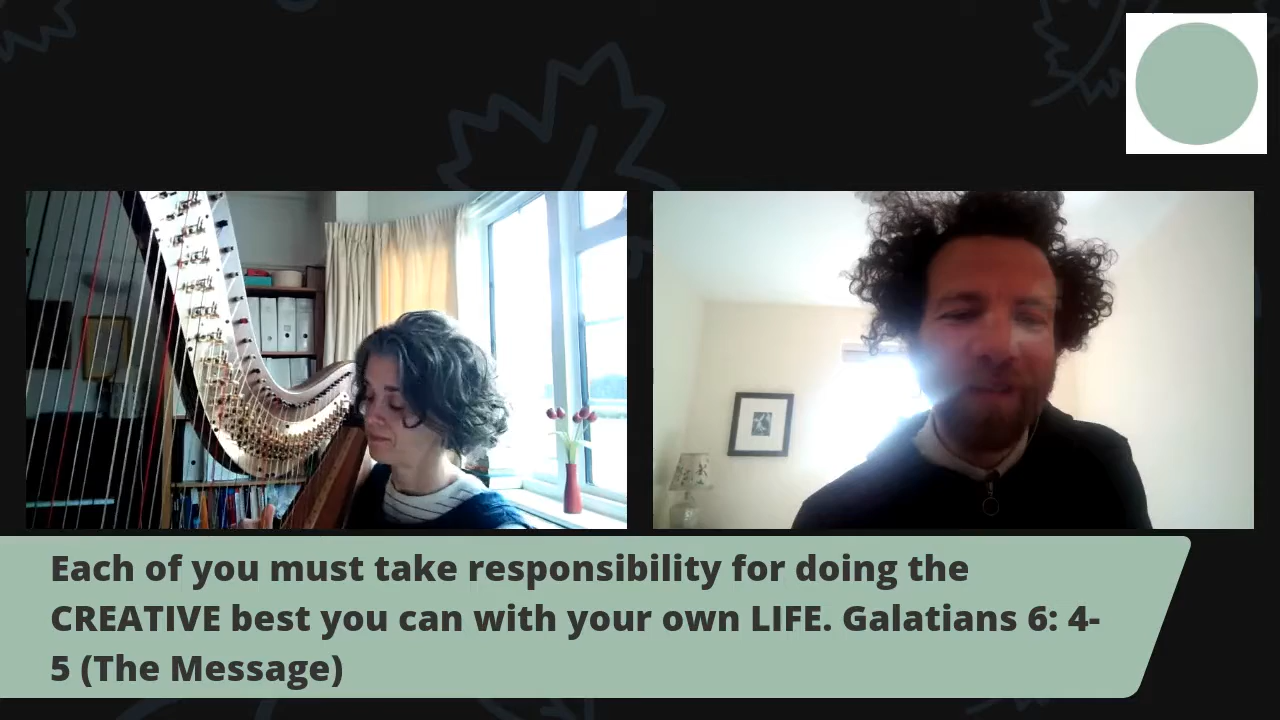 Each of you must take responsibility for doing the
CREATIVE best you can with your own LIFE. Galatians 6: 4-
5 (The Message)